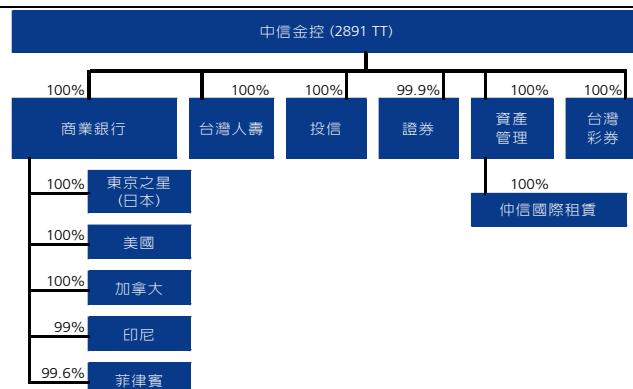 中信金控 (2891 TT)
100%
100%
100%
99.9%
100%
100%
商業銀行
台灣人壽
投信
證券
資產
管理
台灣
彩券
100%
東京之星
(日本)
100%
仲信國際租賃
100%
美國
100%
加拿大
99%
印尼
99.6%
菲律賓